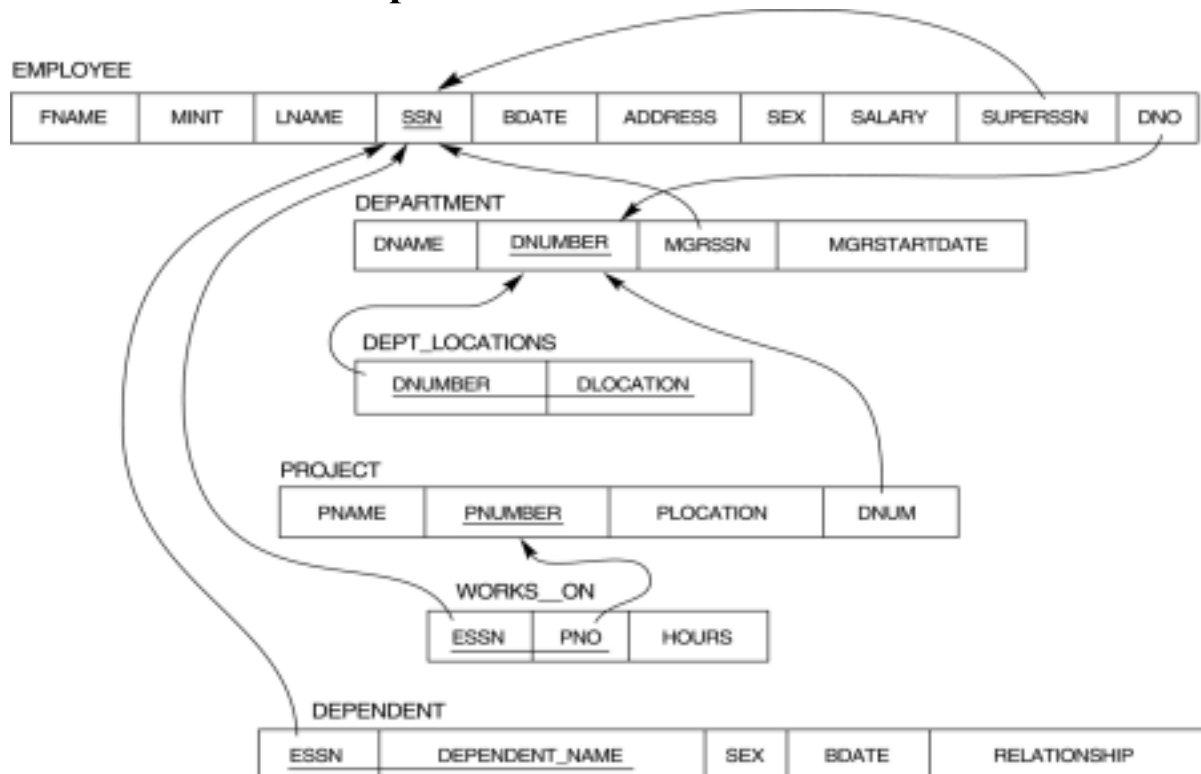 EMPLOYEE
FNAME MINIT LNAME SSN BDATE ADDRESS SEX SALARY SUPERSSN DNO
DEPARTMENT
DNAME DNUMBER MGRSSN MGRSTARTDATE
DEPT_LOCATIONS
DNUMBER DLOCATION
PROJECT
PNAME PNUMBER PLOCATION DNUM
WORKS_ON
ESSN PNO HOURS
DEPENDENT
ESSN DEPENDENT_NAME SEX BDATE RELATIONSHIP